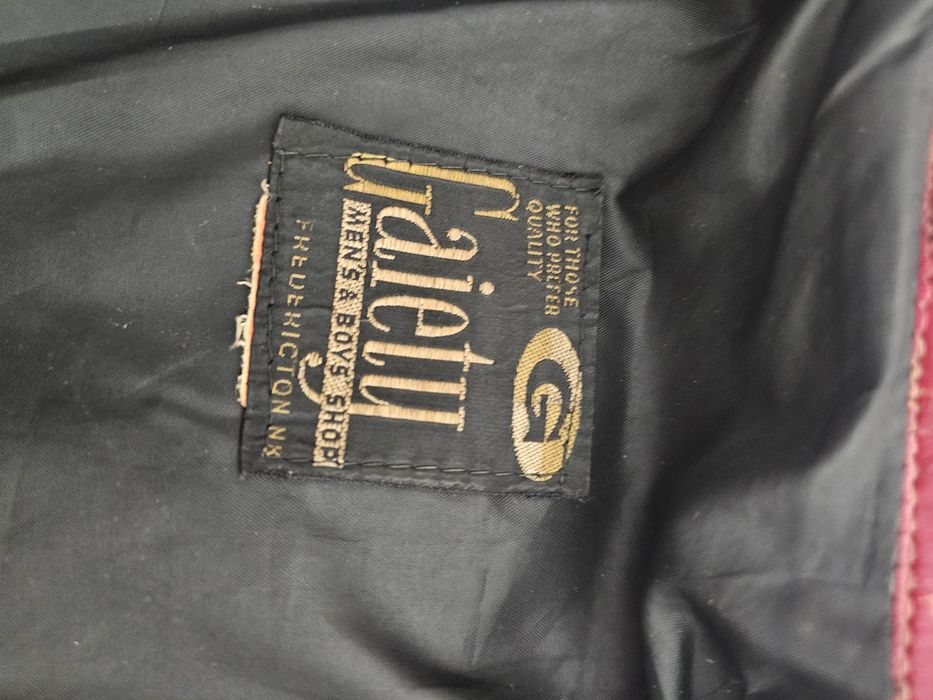 FOR THOSE
WHO PREFER
QUALITY
G
Gaiety
MEN'S & BOYS' SHOP
FREDERICTON N.B.